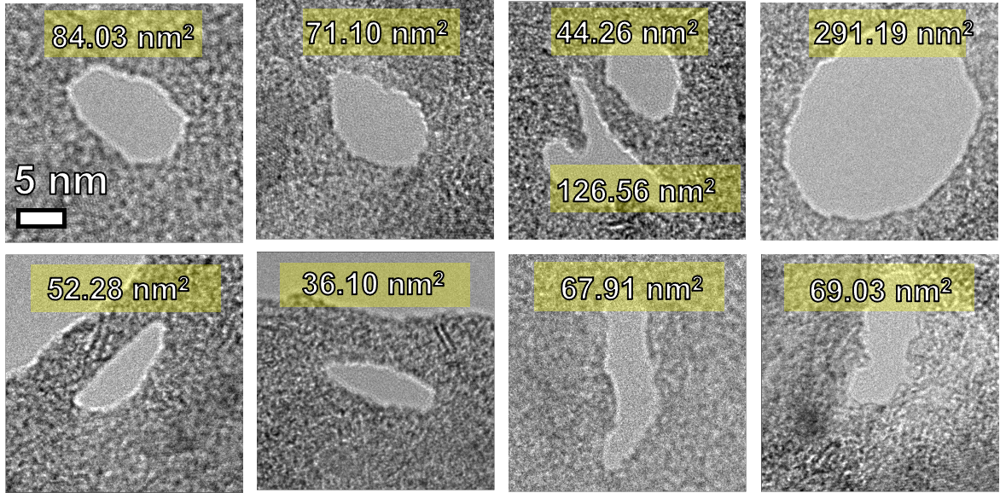 84.03 nm²
71.10 nm²
44.26 nm²
291.19 nm²
5 nm
126.56 nm²
52.28 nm²
36.10 nm²
67.91 nm²
69.03 nm²